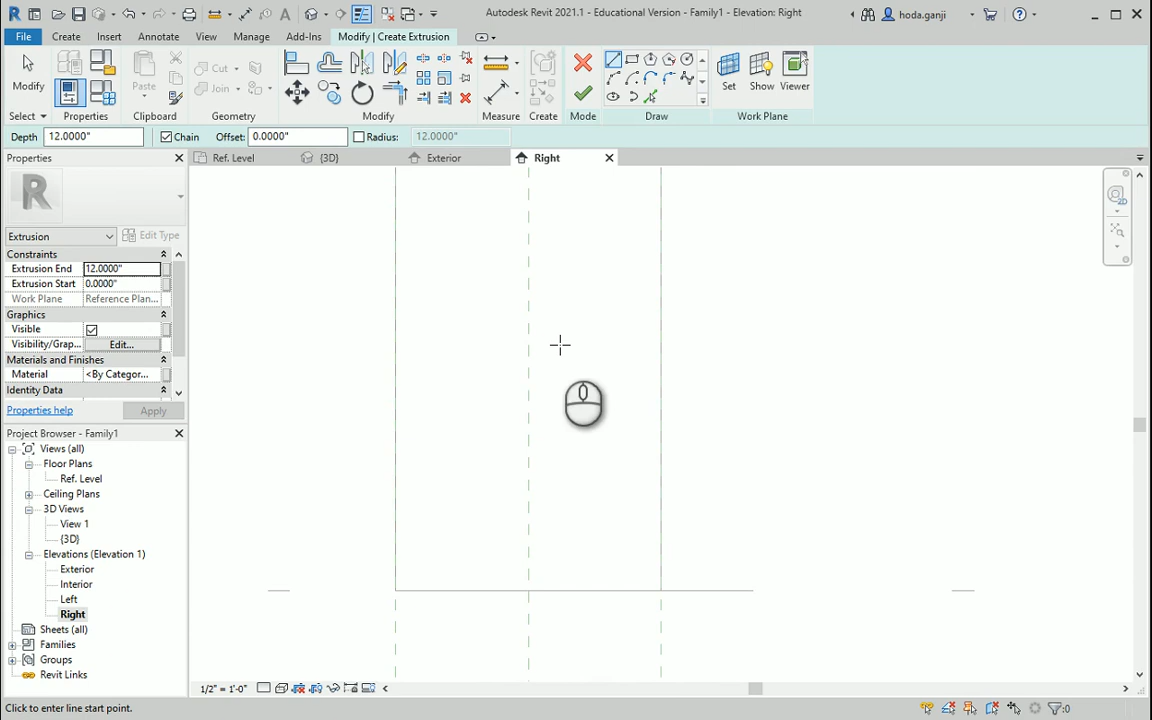 Autodesk Revit 2021.1 - Educational Version - Family1 - Elevation: Right
hoda.ganji
File Create Insert Annotate View Manage Add-Ins Modify | Create Extrusion
Modify Paste Cut Join Set Show Viewer
Select Properties Clipboard Geometry Modify Measure Create Mode Draw Work Plane
Depth 12.0000" Chain Offset: 0.0000" Radius: 12.0000"
Properties
Ref. Level {3D} Exterior Right
Extrusion Edit Type
Constraints
Extrusion End 12.0000"
Extrusion Start 0.0000"
Work Plane Reference Plan...
Graphics
Visible
Visibility/Grap... Edit...
Materials and Finishes
Material <By Categor...
Identity Data
Properties help Apply
Project Browser - Family1
Views (all)
Floor Plans
Ref. Level
Ceiling Plans
3D Views
View 1
{3D}
Elevations (Elevation 1)
Exterior
Interior
Left
Right
Sheets (all)
Families
Groups
Revit Links
1/2" = 1'-0"
Click to enter line start point.
:0